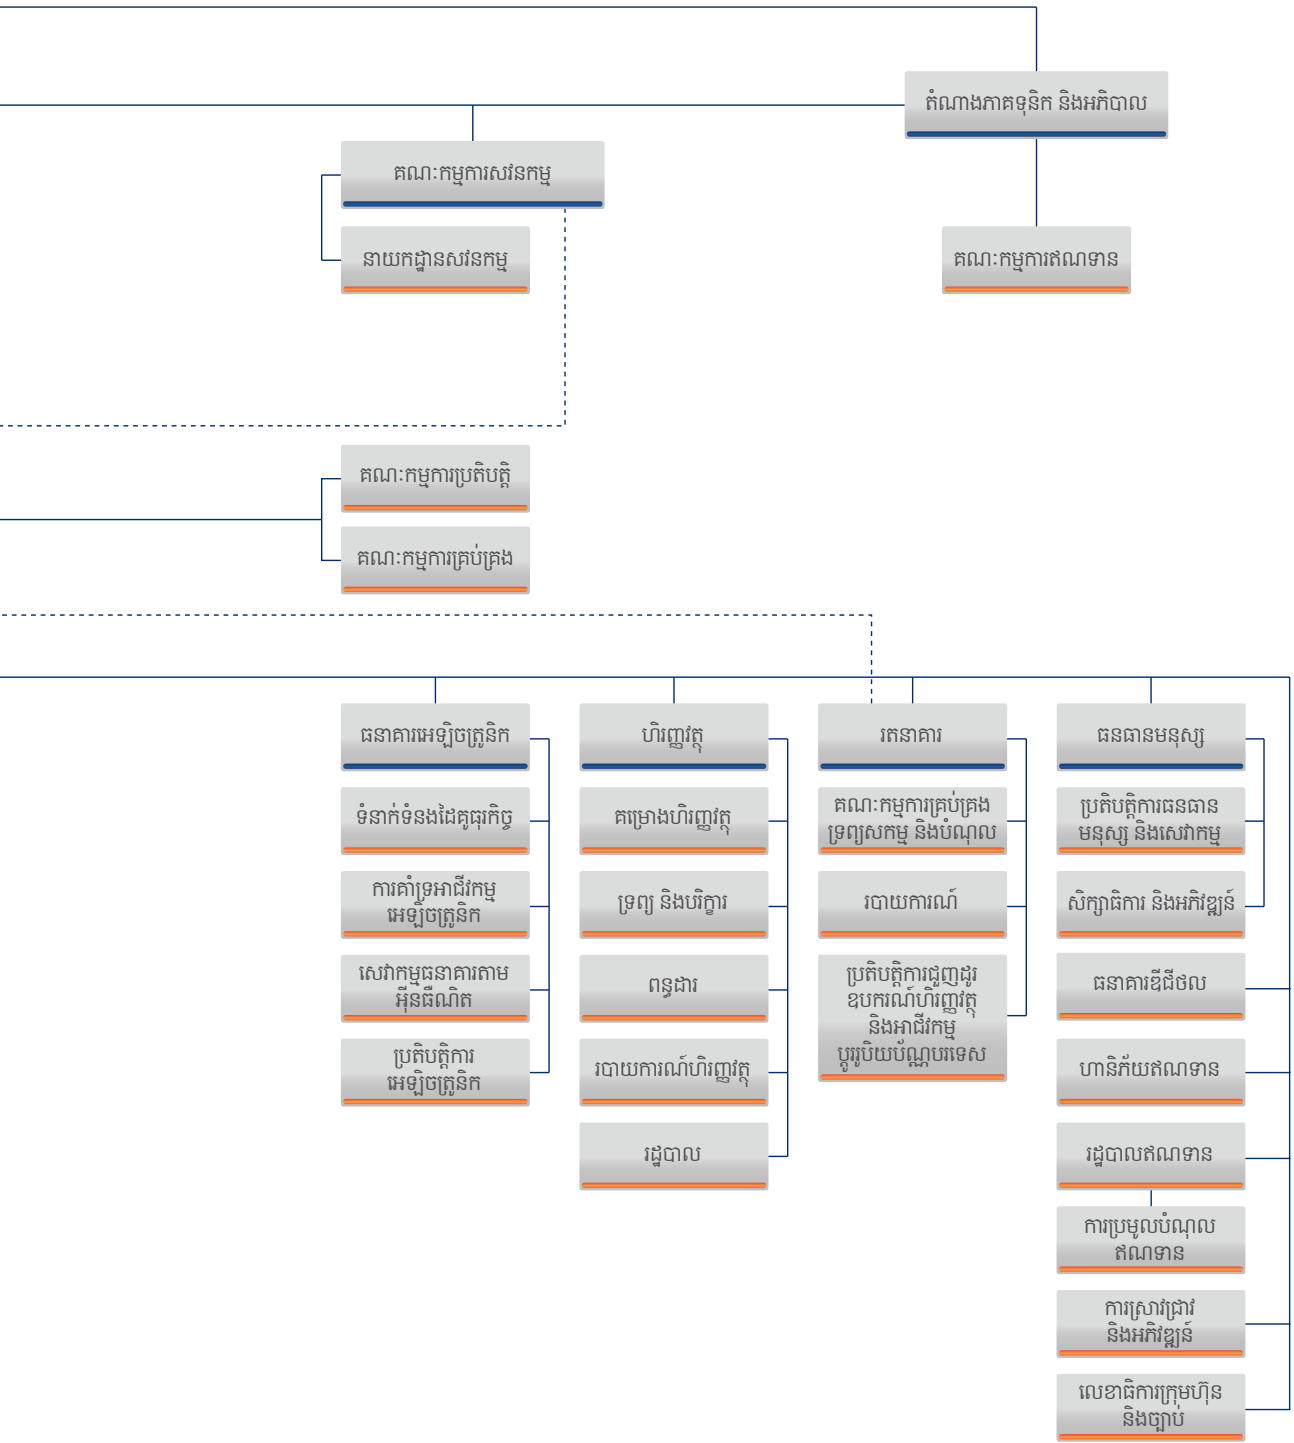 តំណាងភាគទុនិក និងអភិបាល
គណៈកម្មការសវនកម្ម
នាយកដ្ឋានសវនកម្ម
គណៈកម្មការឥណទាន
គណៈកម្មការប្រតិបត្តិ
គណៈកម្មការគ្រប់គ្រង
ធនាគារអេឡិចត្រូនិក
ទំនាក់ទំនងដៃគូធុរកិច្ច
ការគាំទ្រអាជីវកម្ម
អេឡិចត្រូនិក
សេវាកម្មធនាគារតាម
អ៊ីនធឺណិត
ប្រតិបត្តិការ
អេឡិចត្រូនិក
ហិរញ្ញវត្ថុ
គម្រោងហិរញ្ញវត្ថុ
ទ្រព្យ និងបរិក្ខារ
ពន្ធដារ
របាយការណ៍ហិរញ្ញវត្ថុ
រដ្ឋបាល
រតនាគារ
គណៈកម្មការគ្រប់គ្រង
ទ្រព្យសកម្ម និងបំណុល
របាយការណ៍
ប្រតិបត្តិការជួញដូរ
ឧបករណ៍ហិរញ្ញវត្ថុ
និងអាជីវកម្ម
ប្តូររូបិយប័ណ្ណបរទេស
ធនធានមនុស្ស
ប្រតិបត្តិការធនធាន
មនុស្ស និងសេវាកម្ម
សិក្សាធិការ និងអភិវឌ្ឍន៍
ធនាគារឌីជីថល
ហានិភ័យឥណទាន
រដ្ឋបាលឥណទាន
ការប្រមូលបំណុល
ឥណទាន
ការស្រាវជ្រាវ
និងអភិវឌ្ឍន៍
លេខាធិការក្រុមហ៊ុន
និងច្បាប់